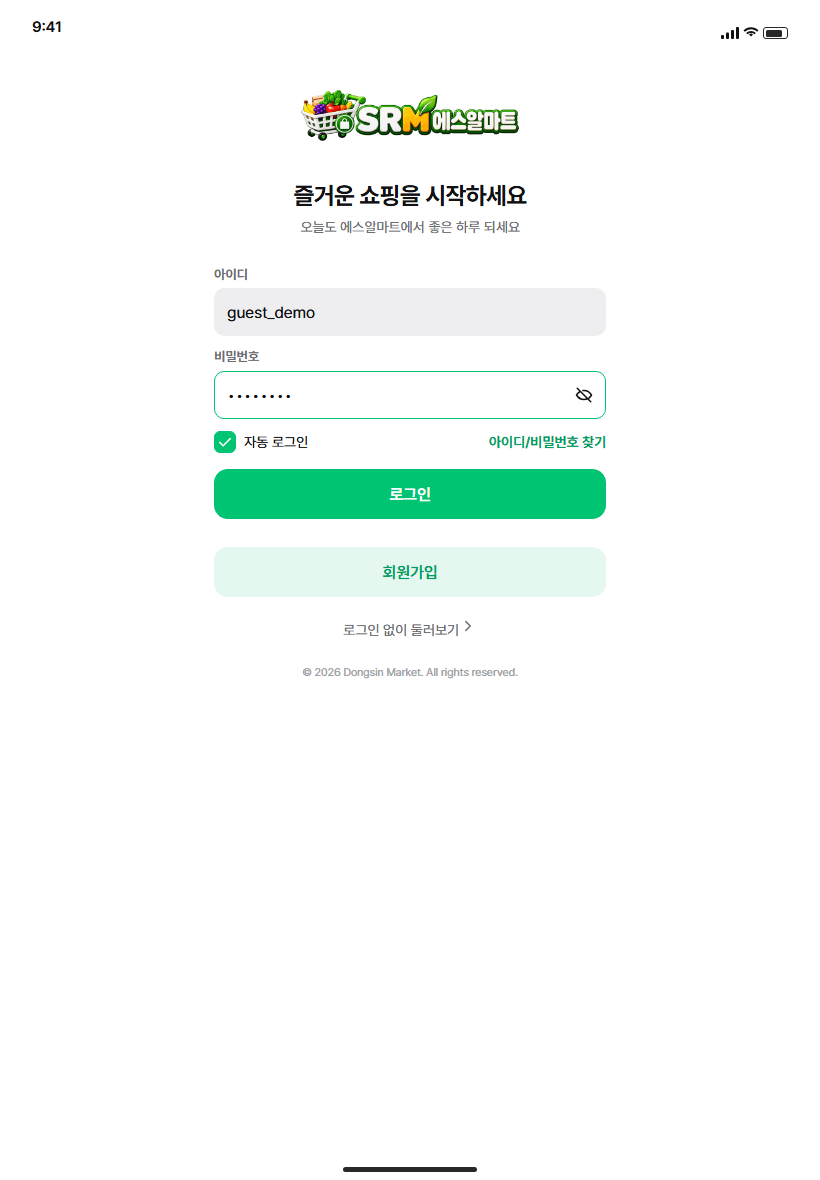 9:41
SRM 에스알마트
즐거운 쇼핑을 시작하세요
오늘도 에스알마트에서 좋은 하루 되세요
아이디
guest_demo
비밀번호
••••••••
자동 로그인
아이디/비밀번호 찾기
로그인
회원가입
로그인 없이 둘러보기
© 2026 Dongsin Market. All rights reserved.